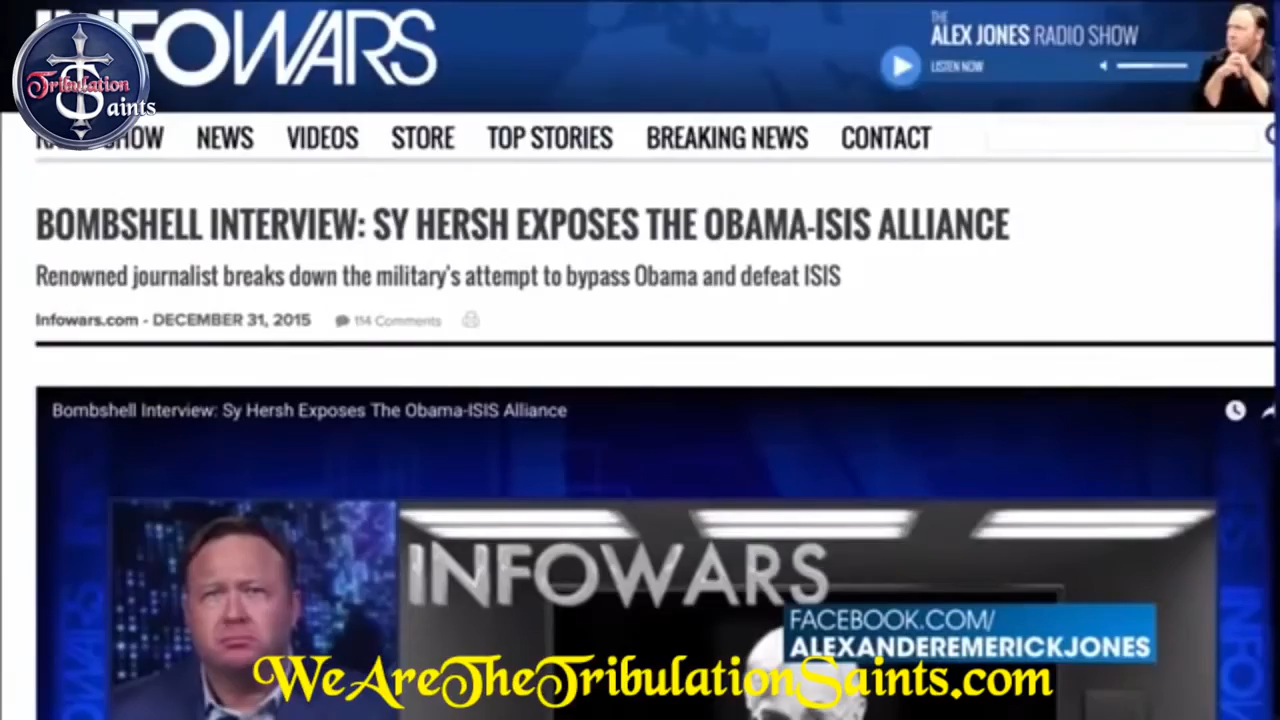 INFOWARS
Tribulation
Saints
THE
ALEX JONES RADIO SHOW
LISTEN NOW
SHOW NEWS VIDEOS STORE TOP STORIES BREAKING NEWS CONTACT
BOMBSHELL INTERVIEW: SY HERSH EXPOSES THE OBAMA-ISIS ALLIANCE
Renowned journalist breaks down the military's attempt to bypass Obama and defeat ISIS
Infowars.com - DECEMBER 31, 2015 114 Comments
Bombshell Interview: Sy Hersh Exposes The Obama-ISIS Alliance
INFOWARS
FACEBOOK.COM/
ALEXANDEREMERICKJONES
WeAreTheTribulationSaints.com